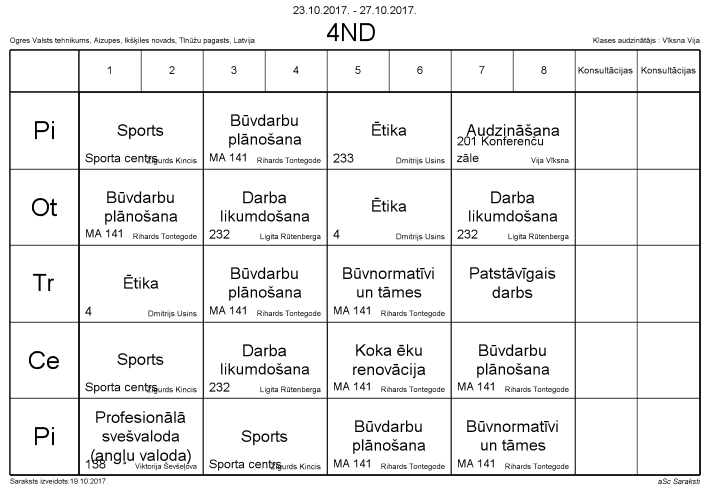 23.10.2017. - 27.10.2017.
4ND
Ogres Valsts tehnikums, Aizupes, Ikšķiles novads, Tīnūžu pagasts, Latvija
Klases audzinātājs : Vīksna Vija
1 2 3 4 5 6 7 8 Konsultācijas Konsultācijas
Pi
Sports
Sporta centrs Zigurds Kincis
Būvdarbu
plānošana
MA 141 Rihards Tontegode
Ētika
233 Dmitrijs Usins
Audzināšana
201 Konferenču
zāle Vija Vīksna
Ot
Būvdarbu
plānošana
MA 141 Rihards Tontegode
Darba
likumdošana
232 Ligita Rūtenberga
Ētika
4 Dmitrijs Usins
Darba
likumdošana
232 Ligita Rūtenberga
Tr
Ētika
4 Dmitrijs Usins
Būvdarbu
plānošana
MA 141 Rihards Tontegode
Būvnormatīvi
un tāmes
MA 141 Rihards Tontegode
Patstāvīgais
darbs
Ce
Sports
Sporta centrs Zigurds Kincis
Darba
likumdošana
232 Ligita Rūtenberga
Koka ēku
renovācija
MA 141 Rihards Tontegode
Būvdarbu
plānošana
MA 141 Rihards Tontegode
Pi
Profesionālā
svešvaloda
(angļu valoda)
138 Viktorija Ševšeļova
Sports
Sporta centrs Zigurds Kincis
Būvdarbu
plānošana
MA 141 Rihards Tontegode
Būvnormatīvi
un tāmes
MA 141 Rihards Tontegode
Saraksts izveidots:19.10.2017
aSc Saraksti